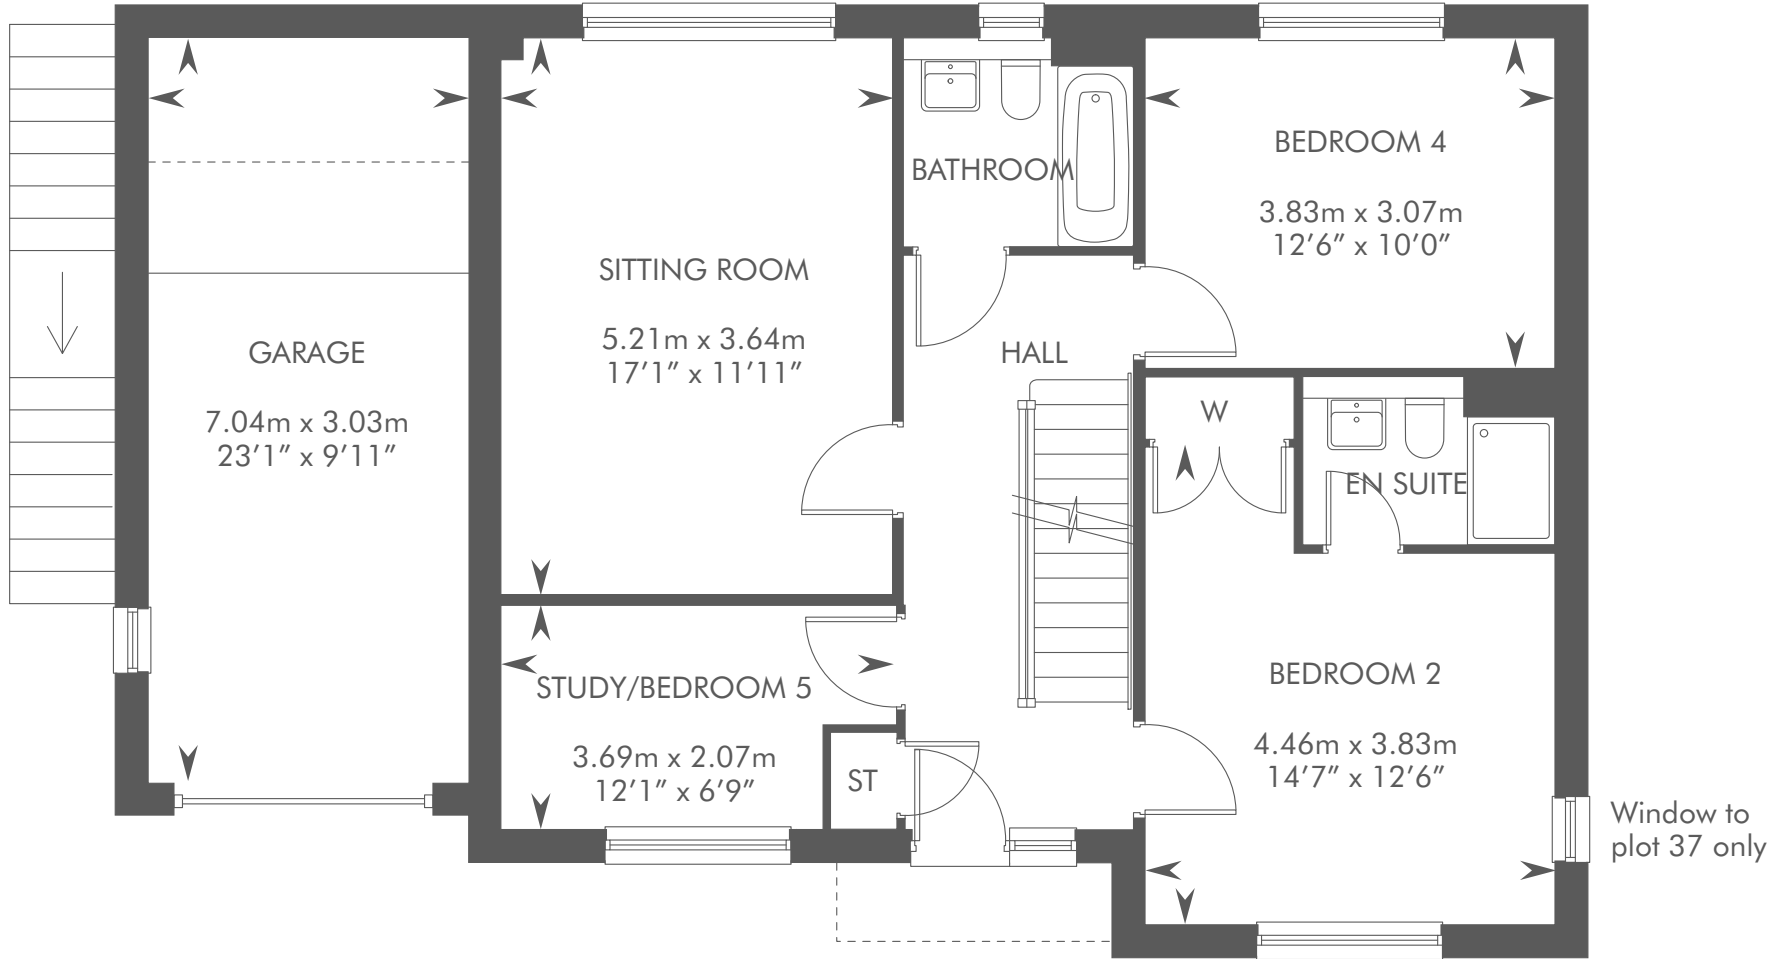 GARAGE
7.04m x 3.03m
23’1” x 9’11”
SITTING ROOM
5.21m x 3.64m
17’1” x 11’11”
BATHROOM
BEDROOM 4
3.83m x 3.07m
12’6” x 10’0”
HALL
W
EN SUITE
STUDY/BEDROOM 5
3.69m x 2.07m
12’1” x 6’9”
ST
BEDROOM 2
4.46m x 3.83m
14’7” x 12’6”
Window to
plot 37 only